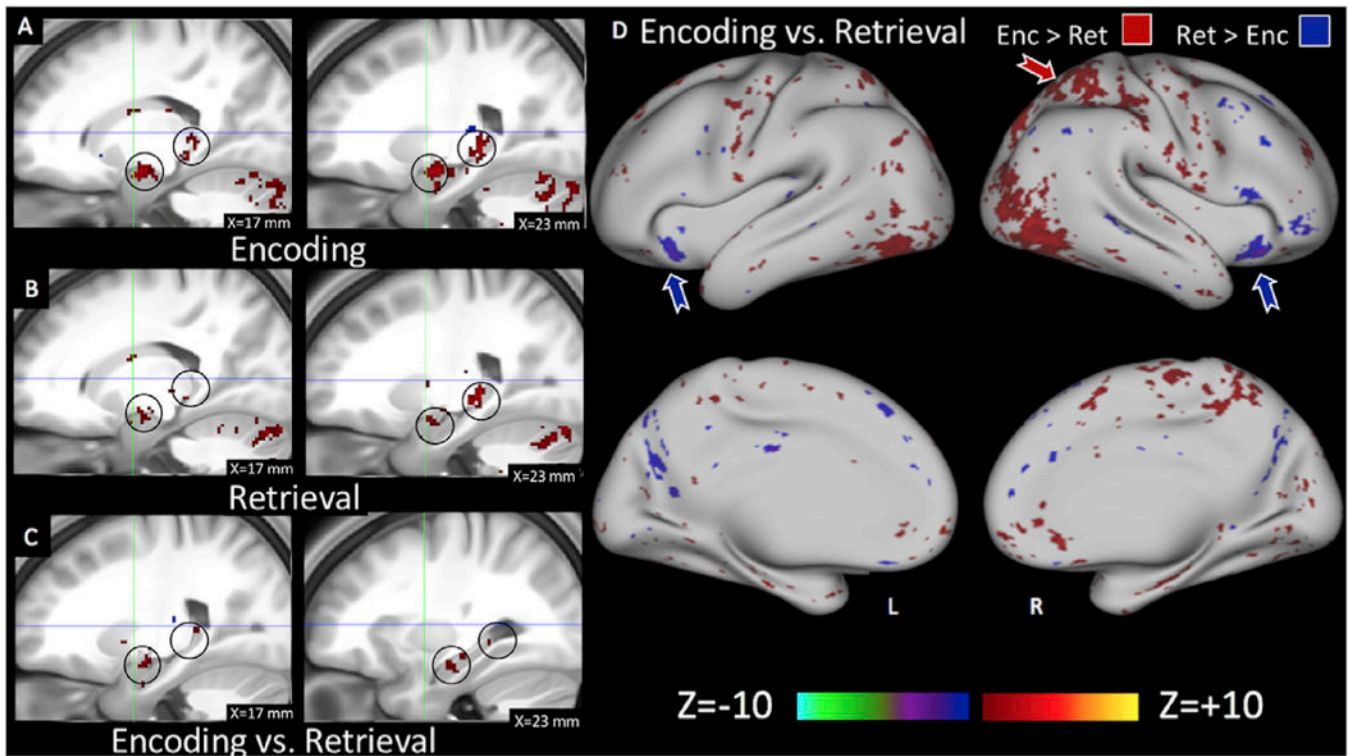 A
X=17 mm
X=23 mm
Encoding
B
X=17 mm
X=23 mm
Retrieval
C
X=17 mm
X=23 mm
Encoding vs. Retrieval
D Encoding vs. Retrieval Enc > Ret Ret > Enc
L R
Z=-10 Z=+10